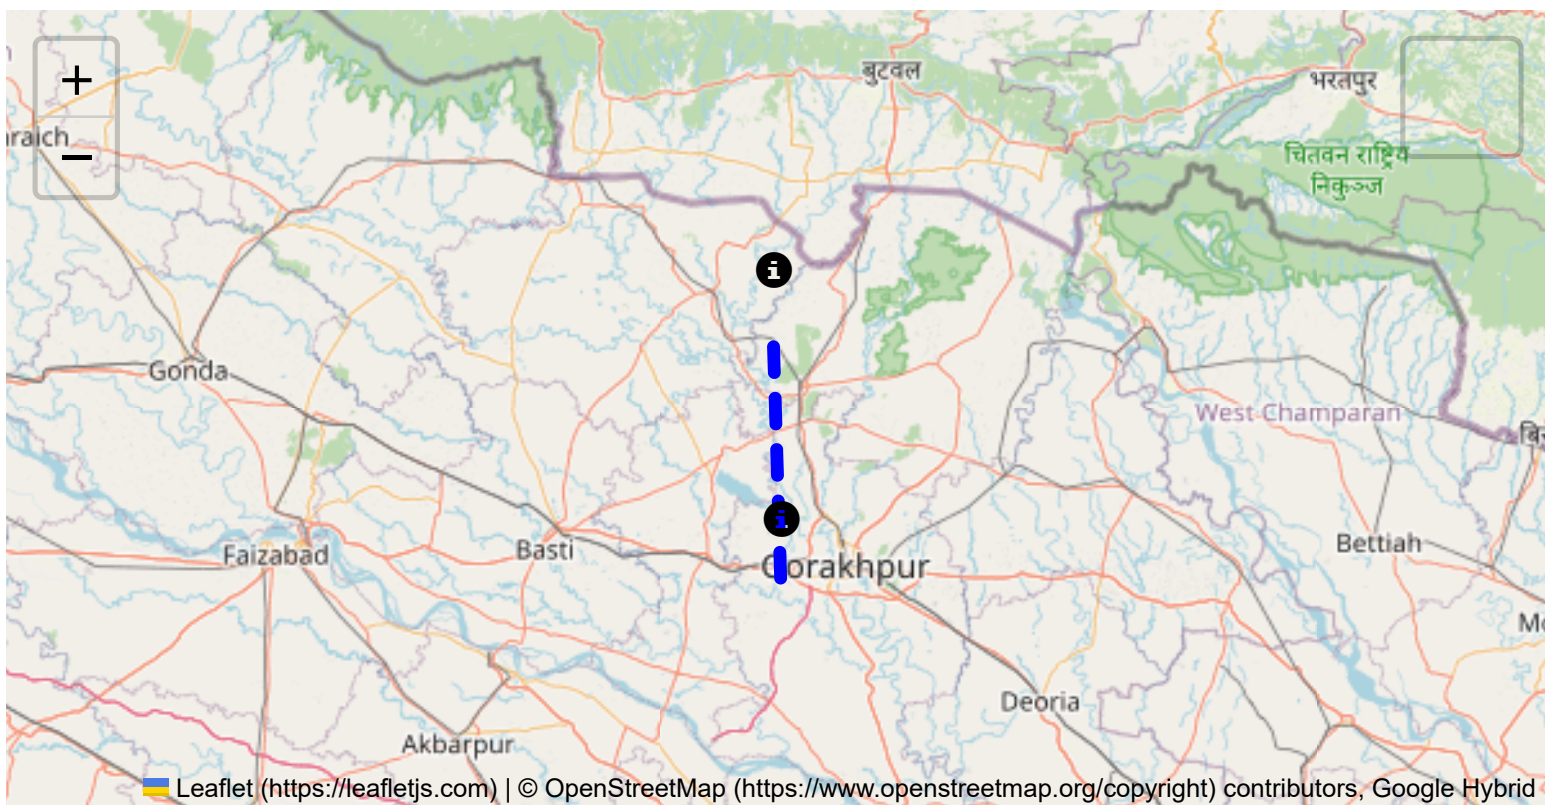 +
−
बुटवल
भरतपुर
raich
चितवन राष्ट्रिय
निकुञ्ज
Gonda
West Champaran
Faizabad
Basti
Gorakhpur
Bettiah
Deoria
Akbarpur
Leaflet (https://leafletjs.com) | © OpenStreetMap (https://www.openstreetmap.org/copyright) contributors, Google Hybrid